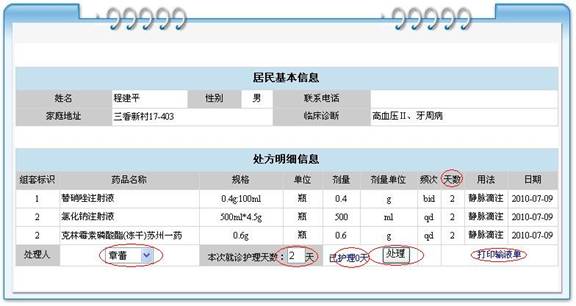 居民基本信息
姓名 程建平 性别 男 联系电话
家庭地址 三香新村17-403 临床诊断 高血压Ⅱ、牙周病
处方明细信息
组套标识 药品名称 规格 单位 剂量 剂量单位 频次 天数 用法 日期
1 替硝唑注射液 0.4g:100ml 瓶 0.4 g bid 2 静脉滴注 2010-07-09
2 氯化钠注射液 500ml*4.5g 瓶 500 ml qd 2 静脉滴注 2010-07-09
2 克林霉素磷酸酯(冻干)苏州一药 0.6g 瓶 0.6 g qd 2 静脉滴注 2010-07-09
处理人 章蕾 本次就诊护理天数：2 天 已护理0天 处理 打印输液单